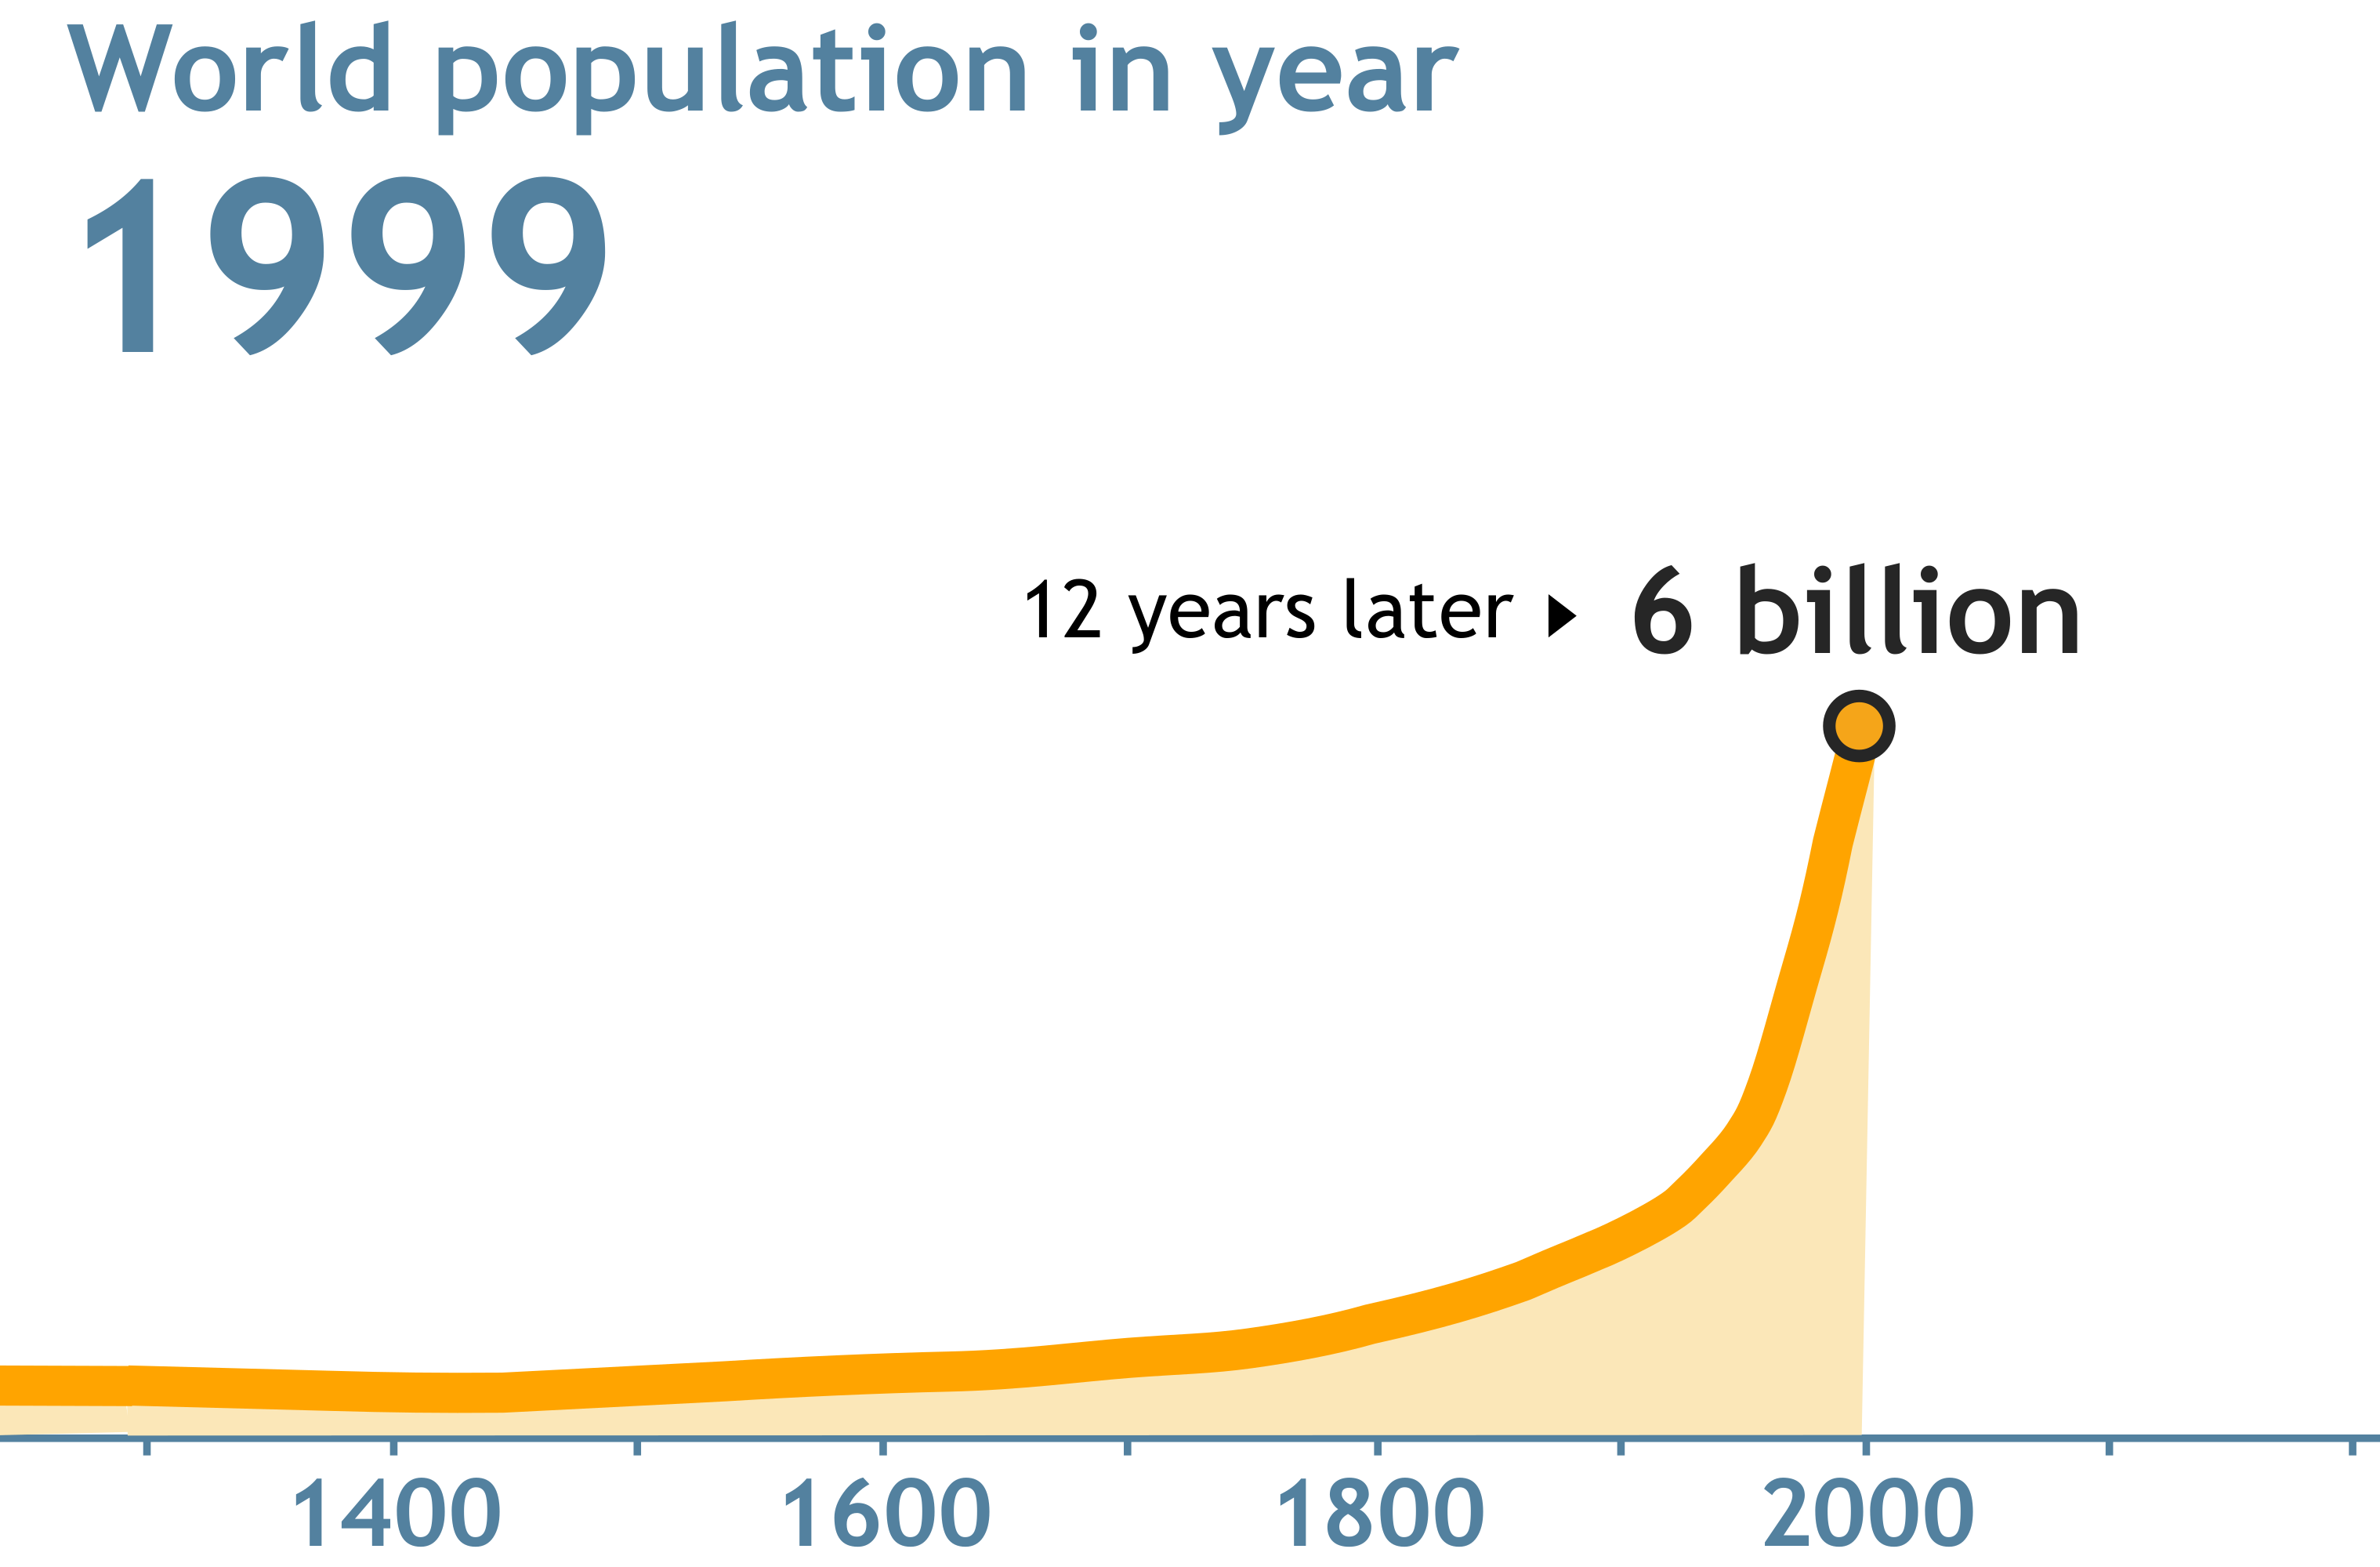 World population in year
1999
12 years later ▶ 6 billion
1400 1600 1800 2000